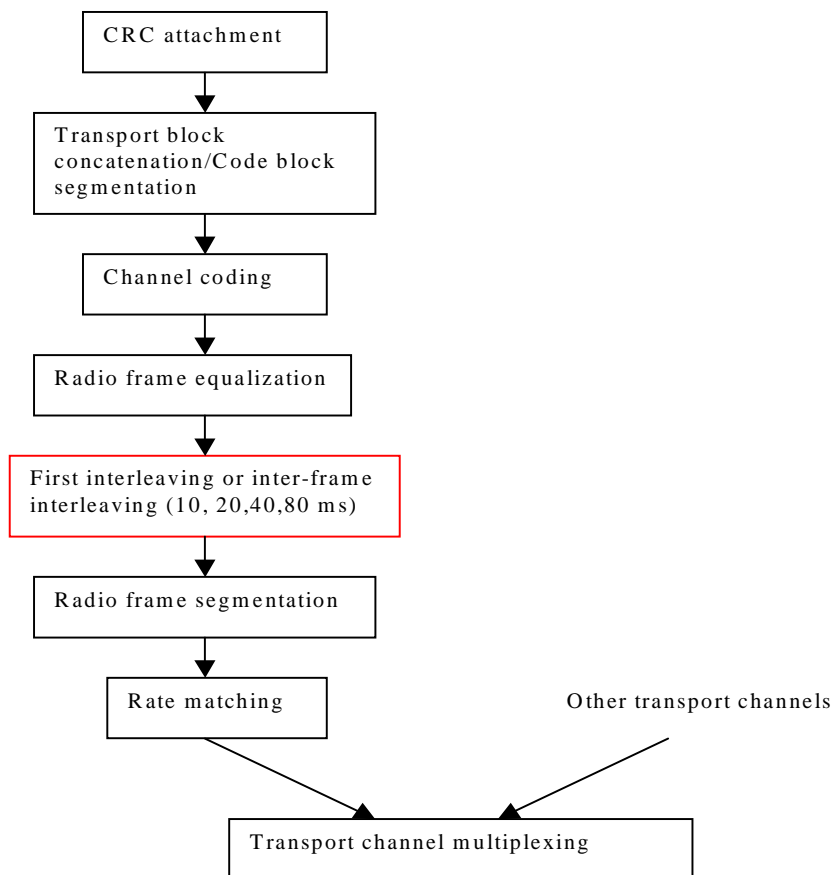 CRC attachment
Transport block
concatenation/Code block
segmentation
Channel coding
Radio frame equalization
First interleaving or inter-frame
interleaving (10, 20,40,80 ms)
Radio frame segmentation
Rate matching
Other transport channels
Transport channel multiplexing